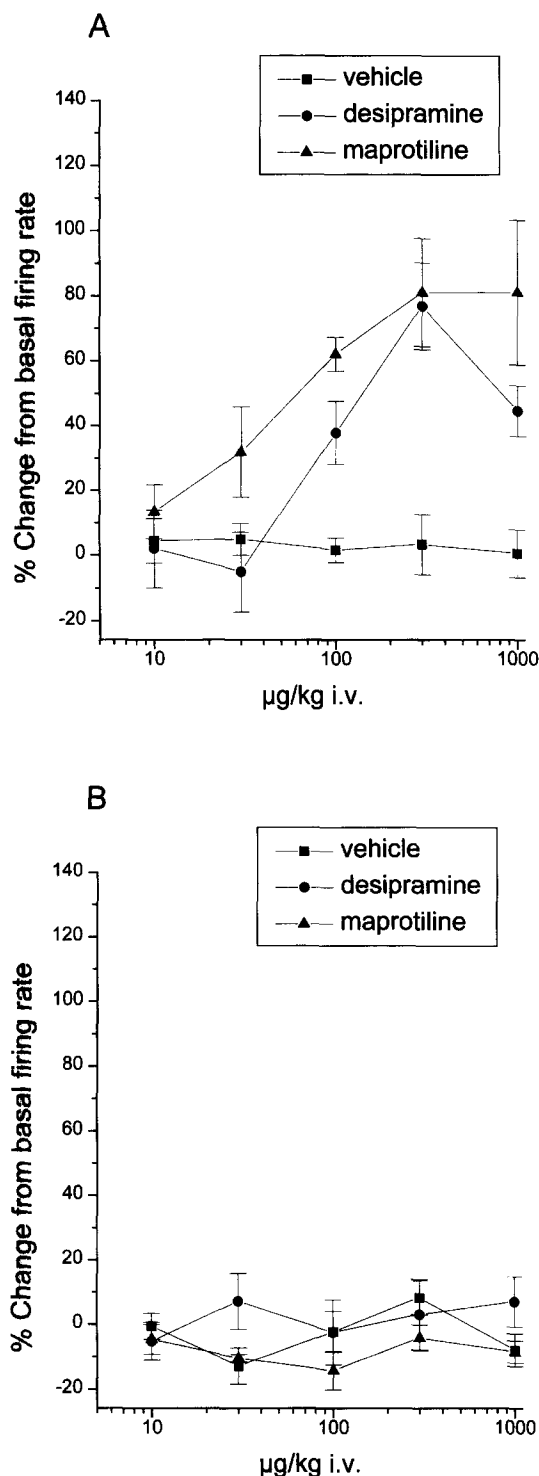 A
vehicle
desipramine
maprotiline
140
120
100
80
60
40
20
0
-20
% Change from basal firing rate
10
100
1000
µg/kg i.v.
B
vehicle
desipramine
maprotiline
140
120
100
80
60
40
20
0
-20
% Change from basal firing rate
10
100
1000
µg/kg i.v.